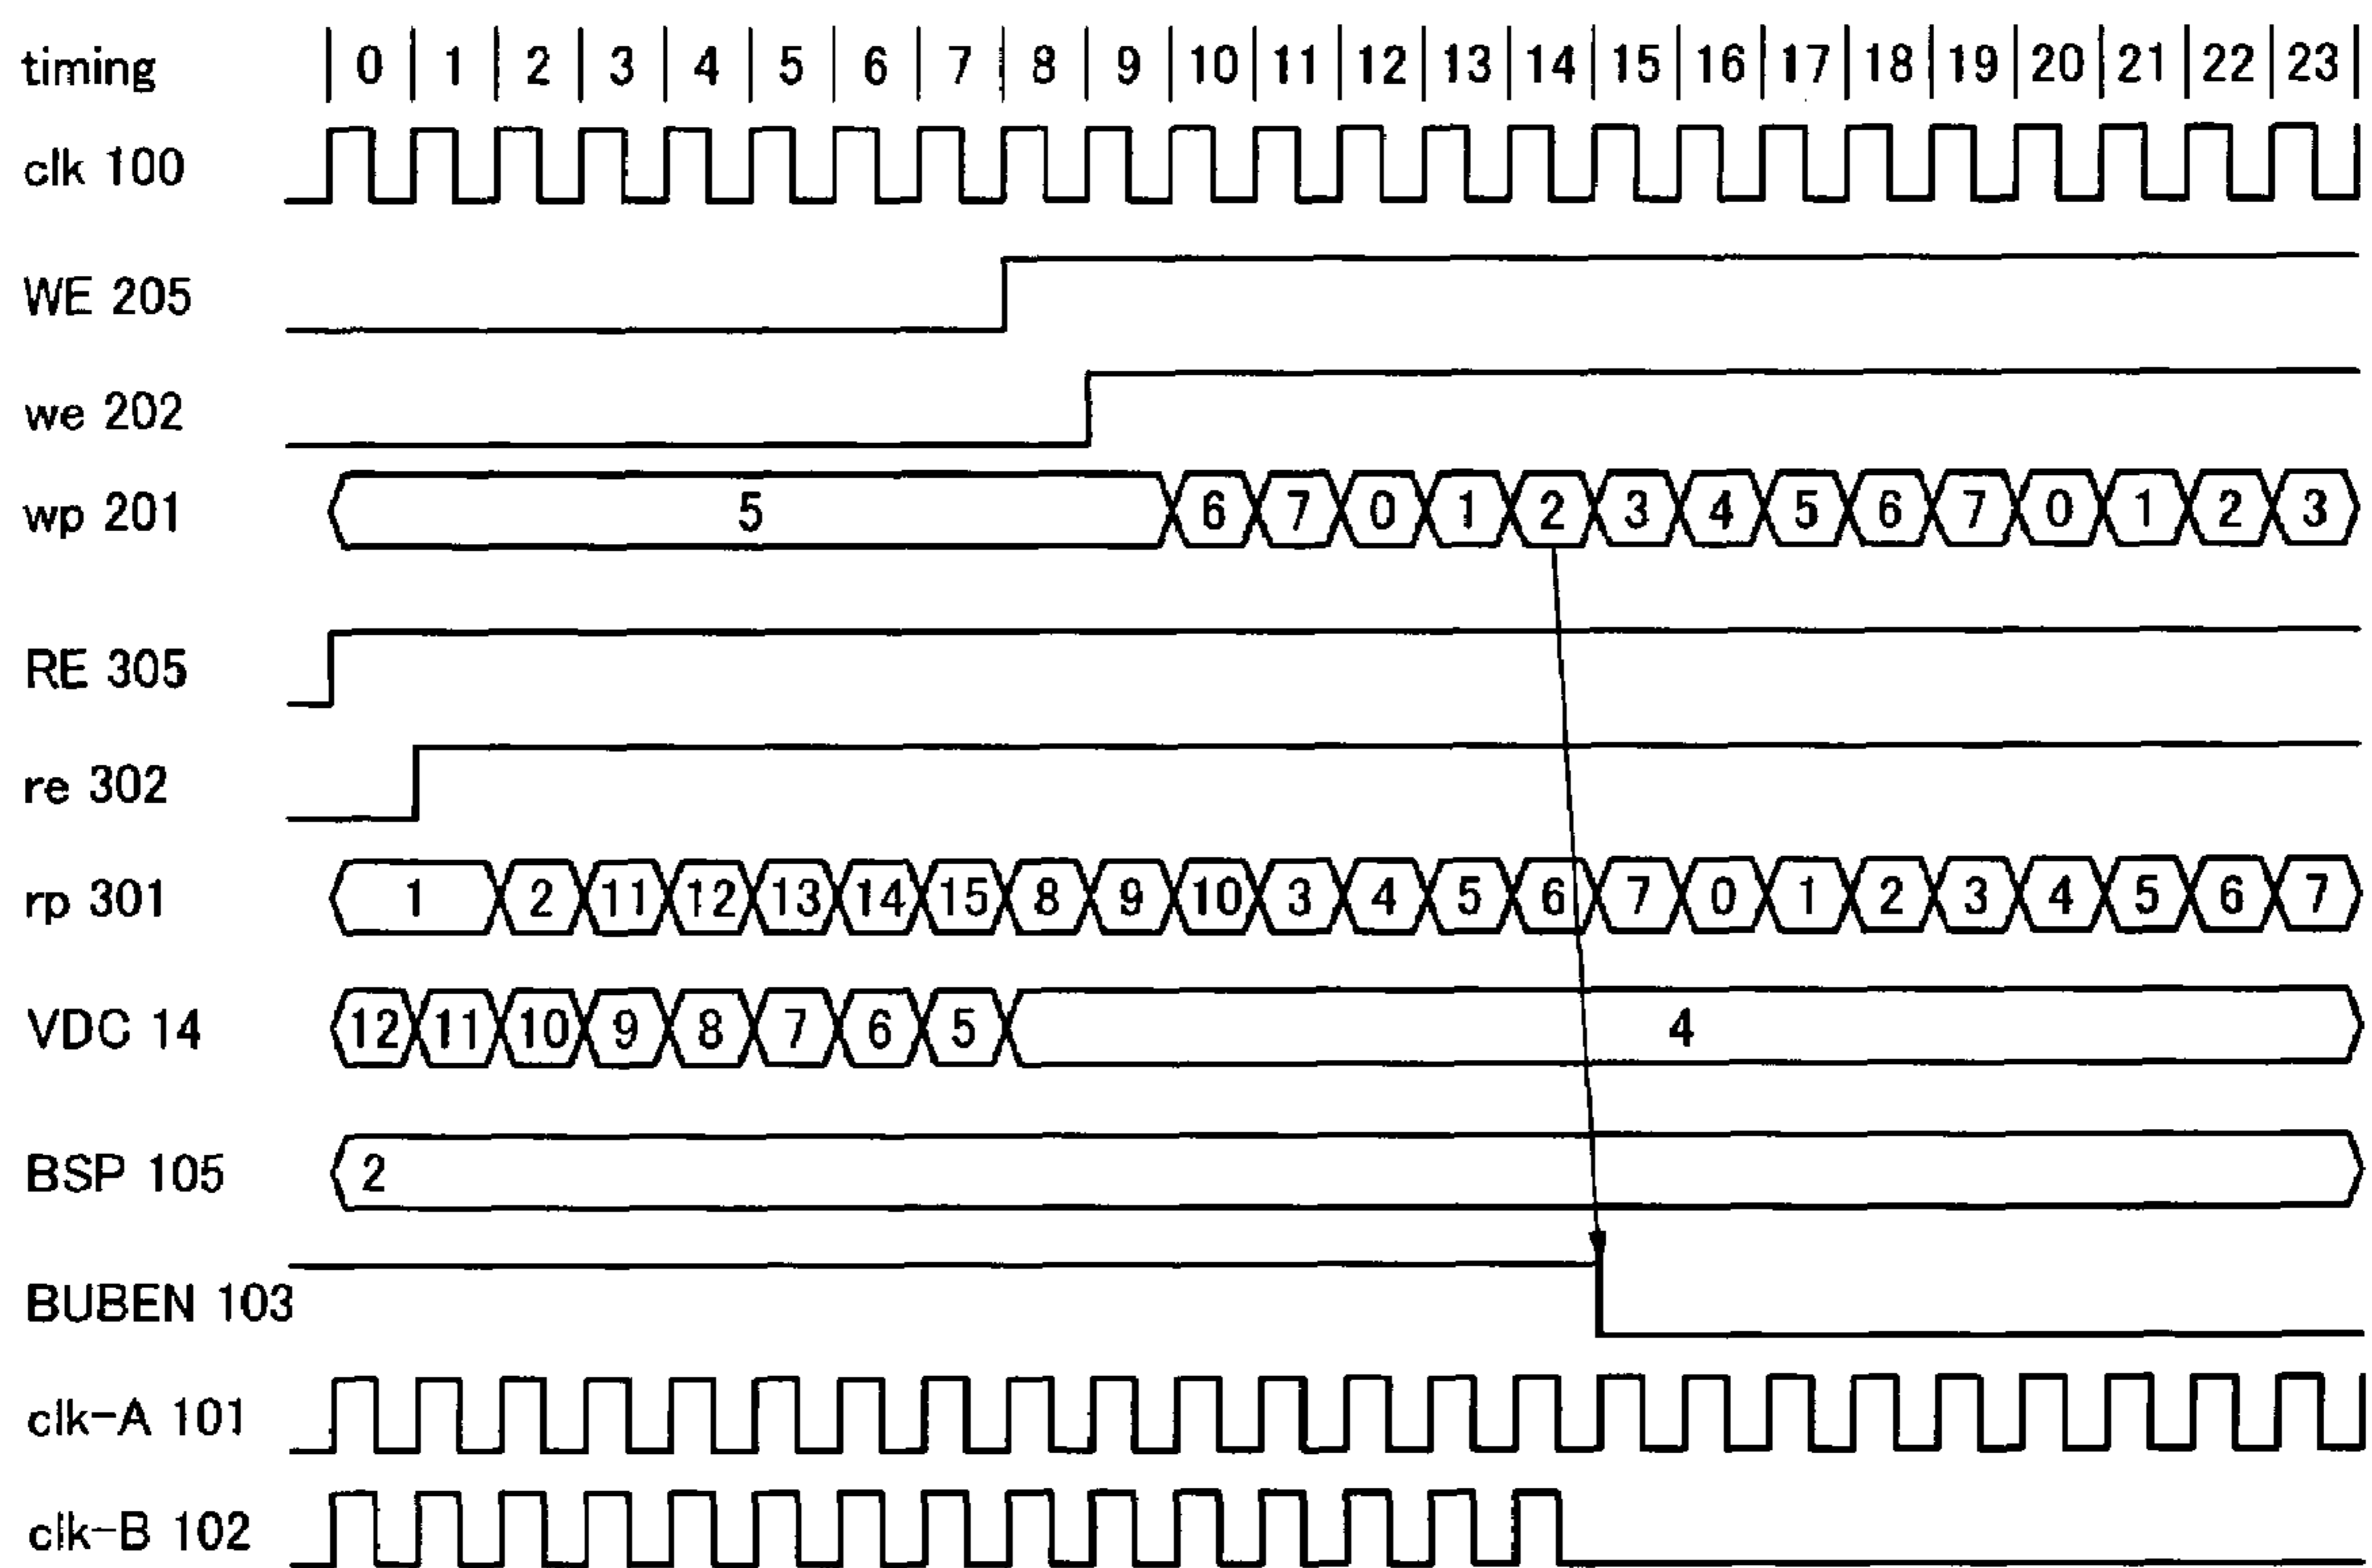 timing 0 1 2 3 4 5 6 7 8 9 10 11 12 13 14 15 16 17 18 19 20 21 22 23
clk 100
WE 205
we 202
wp 201 5 6 7 0 1 2 3 4 5 6 7 0 1 2 3
RE 305
re 302
rp 301 1 2 11 12 13 14 15 8 9 10 3 4 5 6 7 0 1 2 3 4 5 6 7
VDC 14 12 11 10 9 8 7 6 5 4
BSP 105 2
BUBEN 103
clk-A 101
clk-B 102